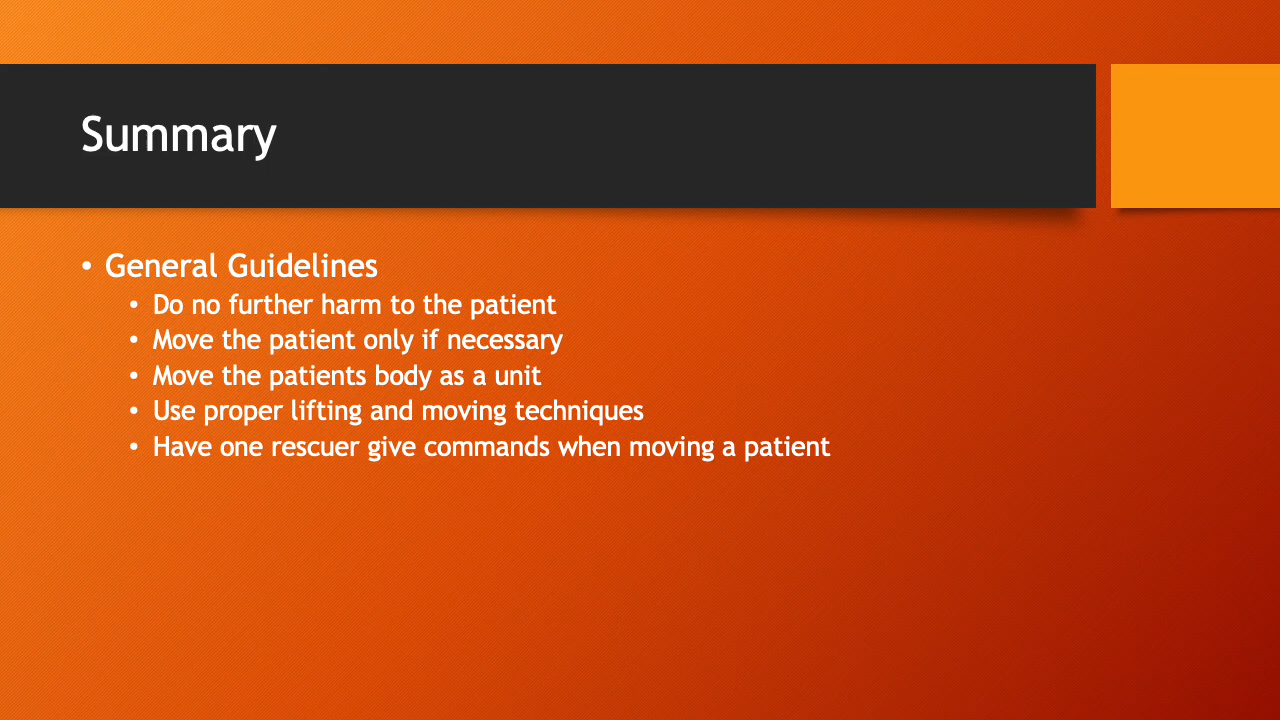 Summary
• General Guidelines
• Do no further harm to the patient
• Move the patient only if necessary
• Move the patients body as a unit
• Use proper lifting and moving techniques
• Have one rescuer give commands when moving a patient